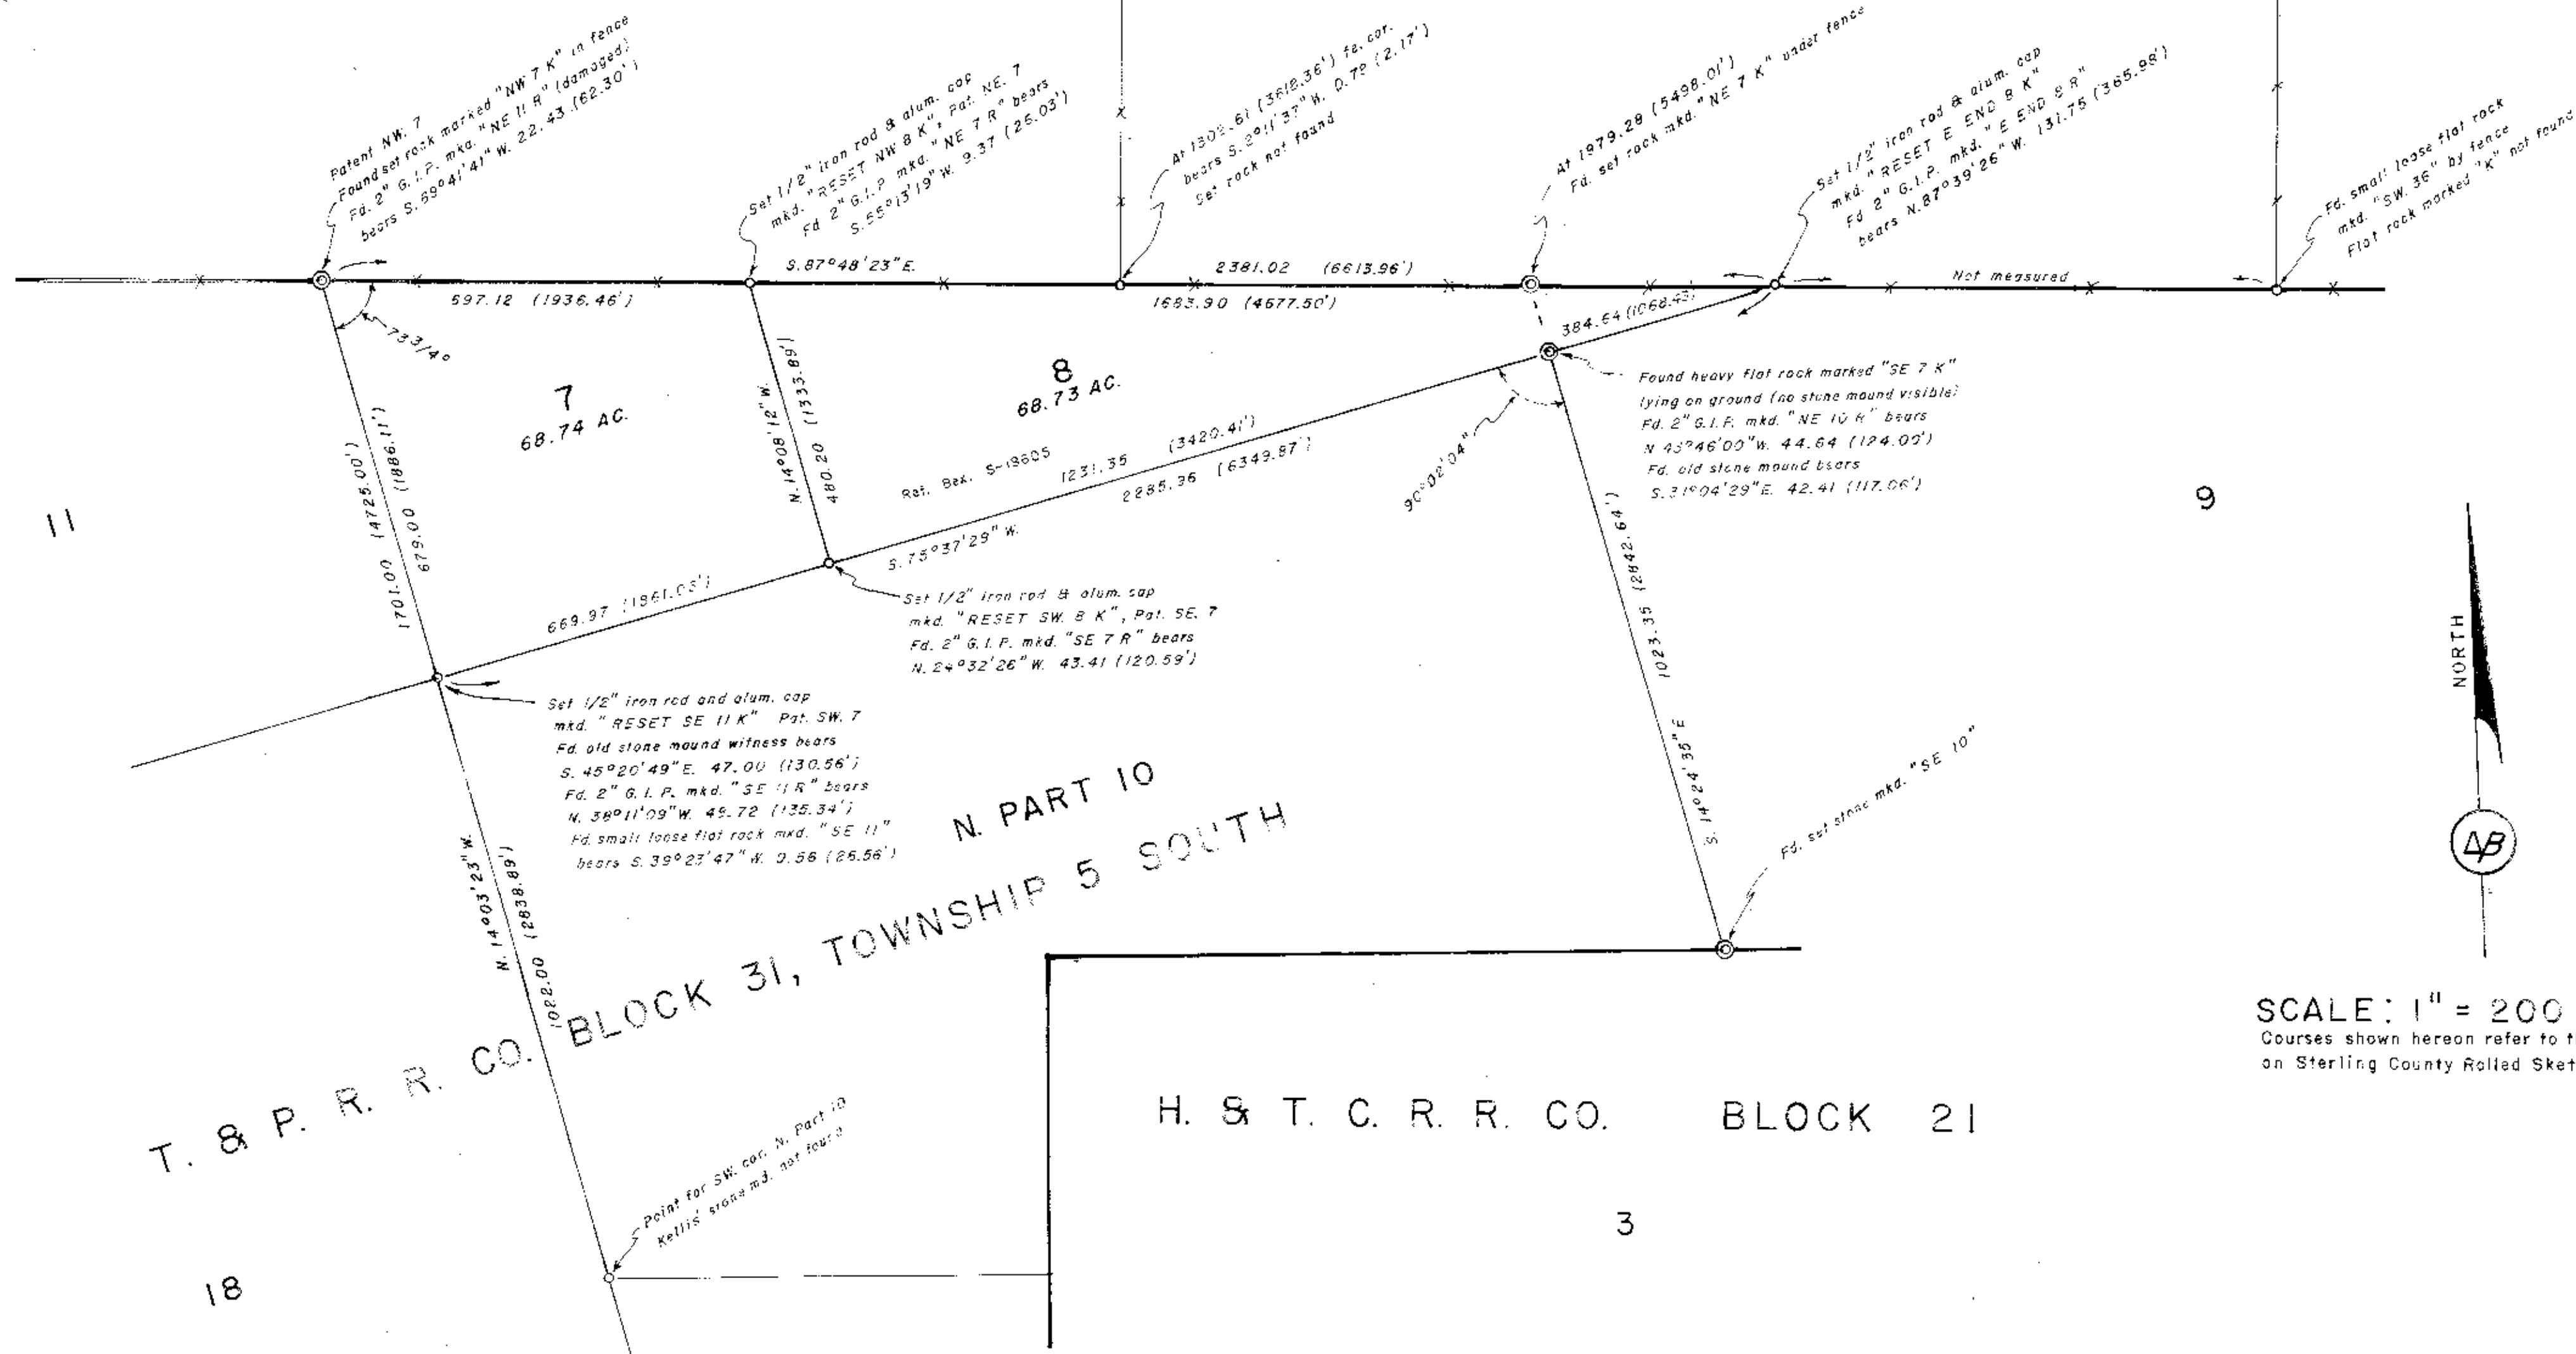 Patent NW. 7
Found set rock marked "NW 7 K" in fence
Fd. 2" G.I.P. mkd. "NE 11 R" (damaged)
bears S. 59°41'41" W. 22.43 (62.30')
Set 1/2" iron rod & alum. cap
mkd. "RESET NW 8 K", Pat. NE. 7
Fd 2" G.I.P. mkd. "NE 7 R" bears
S. 55°13'19" W. 9.37 (26.03')
At 1302.61 (3618.36') fe. cor.
bears S. 2°11'37" W. 0.78 (2.17')
Set rock not found
At 1979.28 (5498.01')
Fd. set rock mkd. "NE 7 K" under fence
Set 1/2" iron rod & alum. cap
mkd. "RESET E END 8 K"
Fd 2" G.I.P. mkd. "E END 8 R"
bears N. 87°39'26" W. 131.75 (365.98')
Fd. small loose flat rock
mkd. "SW. 36" by fence
Flat rock marked "K" not found
S. 87°48'23" E.
2381.02 (6613.96')
Not measured
697.12 (1936.46')
1683.90 (4677.50')
384.64 (1068.43')
73 3/4°
7
68.74 AC.
8
68.73 AC.
N. 14°08'12" W.
480.20 (1333.89')
1701.00 (4725.00')
679.00 (1886.11')
11
Ref. Bex. S-19605
1231.35 (3420.41')
2285.96 (6349.87')
S. 75°37'29" W.
669.97 (1861.03')
90°02'04"
Found heavy flat rock marked "SE 7 K"
lying on ground (no stone mound visible)
Fd. 2" G.I.P. mkd. "NE 10 R" bears
N 45°46'00" W. 44.64 (124.00')
Fd. old stone mound bears
S. 31°04'29" E. 42.41 (117.06')
9
Set 1/2" iron rod & alum. cap
mkd. "RESET SW. 8 K", Pat. SE. 7
Fd. 2" G.I.P. mkd. "SE 7 R" bears
N. 24°32'26" W. 43.41 (120.59')
Set 1/2" iron rod and alum. cap
mkd. "RESET SE 11 K" Pat. SW. 7
Fd. old stone mound witness bears
S. 45°20'49" E. 47.00 (130.56')
Fd. 2" G.I.P. mkd. "SE 11 R" bears
N. 38°11'09" W. 48.72 (135.34')
Fd small loose flat rock mkd. "SE 11"
bears S. 39°23'47" W. 9.56 (26.56')
1023.35 (2842.64')
S. 14°24'35" E
Fd. set stone mkd. "SE 10"
NORTH
N. PART 10
N. 14°03'23" W.
1022.00 (2838.89')
T. & P. R. R. CO. BLOCK 31, TOWNSHIP 5 SOUTH
SCALE: 1" = 200
Courses shown hereon refer to t
on Sterling County Rolled Sket
H. & T. C. R. R. CO. BLOCK 21
Point for SW. cor. N. Part 10
Kellis' stone md. not found
3
18